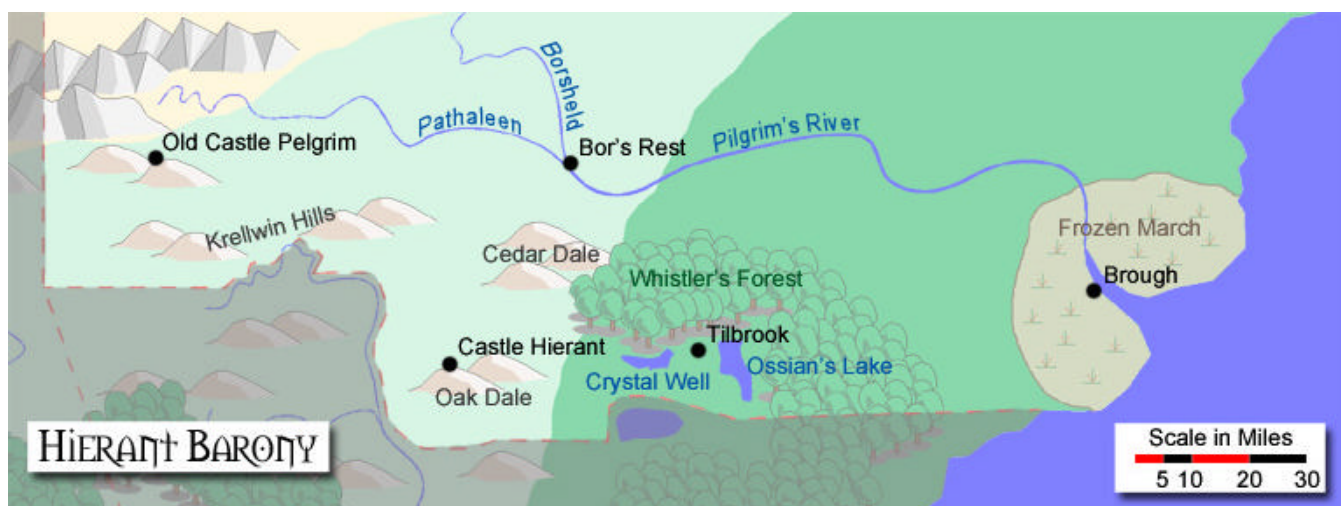 Borsheld
Pathaleen
Pilgrim's River
Old Castle Pelgrim
Bor's Rest
Krellwin Hills
Cedar Dale
Frozen March
Whistler's Forest
Brough
Tilbrook
Castle Hierant
Ossian's Lake
Crystal Well
Oak Dale
Hierant Barony
Scale in Miles
5 10 20 30